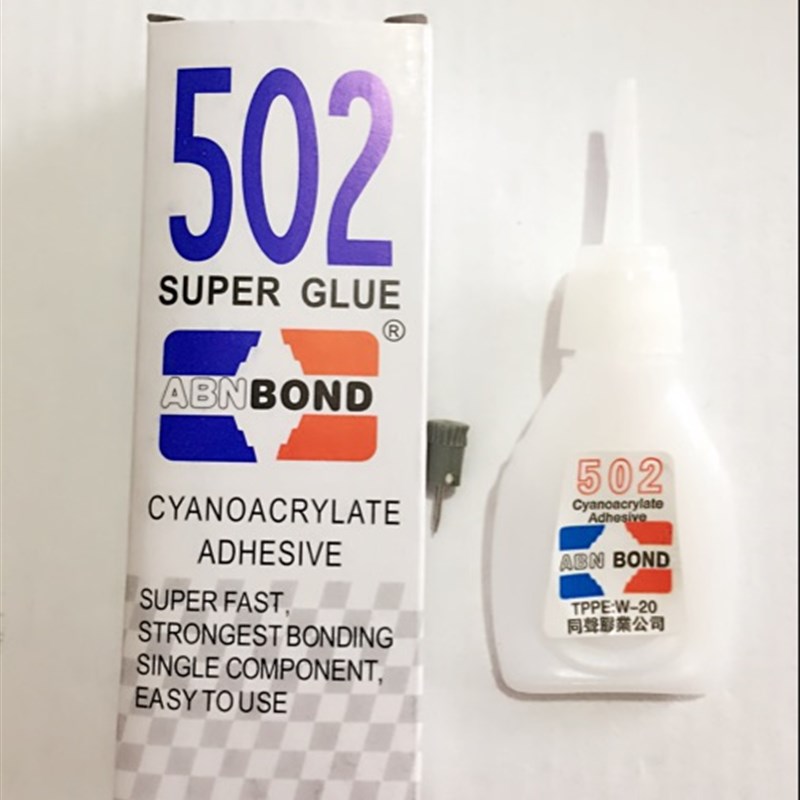 502
SUPER GLUE
®
ABNBOND
CYANOACRYLATE
ADHESIVE
SUPER FAST,
STRONGEST BONDING
SINGLE COMPONENT,
EASY TO USE
502
Cyanoacrylate
Adhesive
ABN BOND
TPPE:W-20
同聲膠業公司